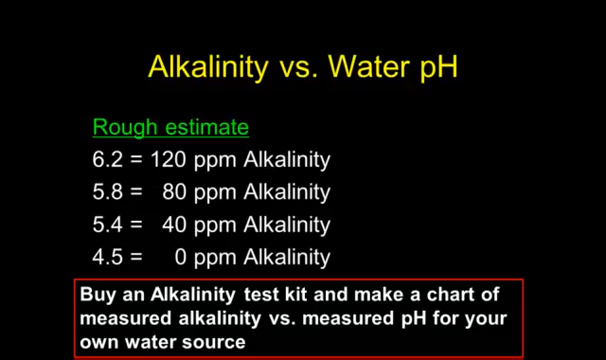 Alkalinity vs. Water pH
Rough estimate
6.2 = 120 ppm Alkalinity
5.8 = 80 ppm Alkalinity
5.4 = 40 ppm Alkalinity
4.5 = 0 ppm Alkalinity
Buy an Alkalinity test kit and make a chart of
measured alkalinity vs. measured pH for your
own water source